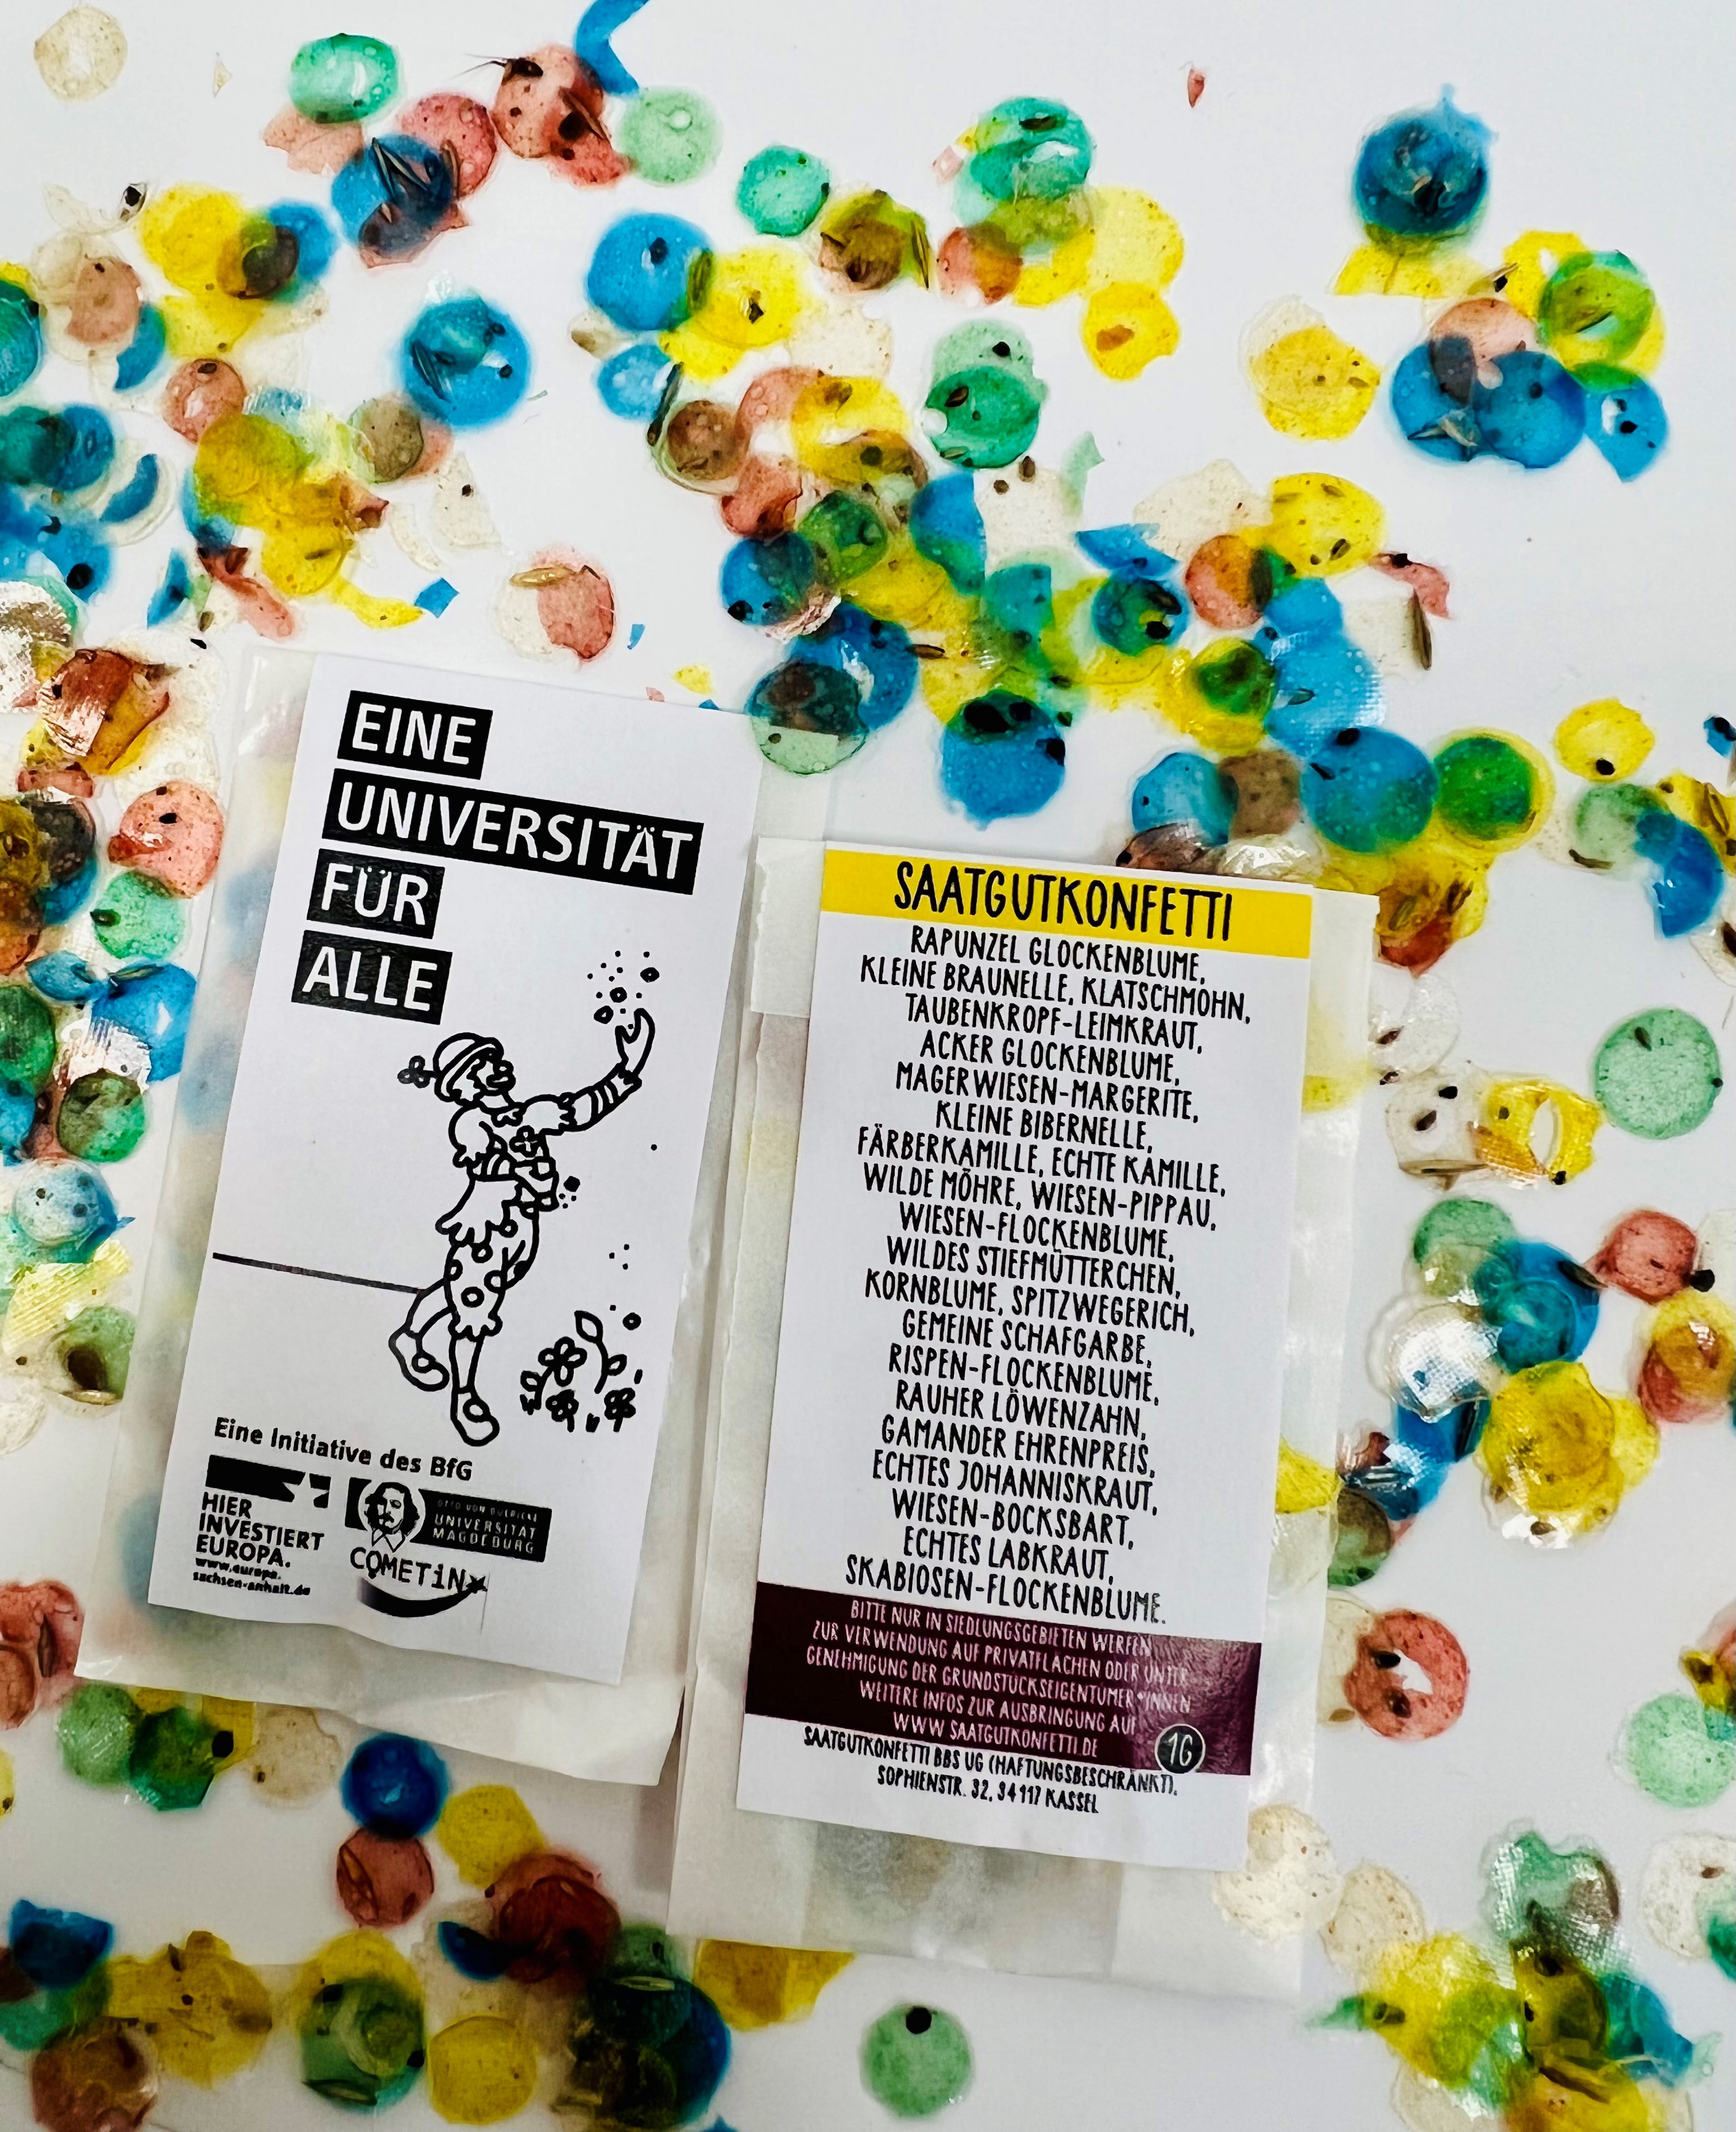 EINE
UNIVERSITÄT
FÜR
ALLE
Eine Initiative des BfG
HIER
INVESTIERT
EUROPA.
www.europa.
sachsen-anhalt.de
OTTO VON GUERICKE
UNIVERSITÄT
MAGDEBURG
COMETiN
SAATGUTKONFETTI
RAPUNZEL GLOCKENBLUME,
KLEINE BRAUNELLE, KLATSCHMOHN,
TAUBENKROPF-LEIMKRAUT,
ACKER GLOCKENBLUME,
MAGERWIESEN-MARGERITE,
KLEINE BIBERNELLE,
FÄRBERKAMILLE, ECHTE KAMILLE,
WILDE MÖHRE, WIESEN-PIPPAU,
WIESEN-FLOCKENBLUME,
WILDES STIEFMÜTTERCHEN,
KORNBLUME, SPITZWEGERICH,
GEMEINE SCHAFGARBE,
RISPEN-FLOCKENBLUME,
RAUHER LÖWENZAHN,
GAMANDER EHRENPREIS,
ECHTES JOHANNISKRAUT,
WIESEN-BOCKSBART,
ECHTES LABKRAUT,
SKABIOSEN-FLOCKENBLUME.
BITTE NUR IN SIEDLUNGSGEBIETEN WERFEN
ZUR VERWENDUNG AUF PRIVATFLÄCHEN ODER UNTER
GENEHMIGUNG DER GRUNDSTÜCKSEIGENTÜMER*INNEN
WEITERE INFOS ZUR AUSBRINGUNG AUF
WWW.SAATGUTKONFETTI.DE
1G
SAATGUTKONFETTI BBS UG (HAFTUNGSBESCHRÄNKT),
SOPHIENSTR. 32, 34117 KASSEL